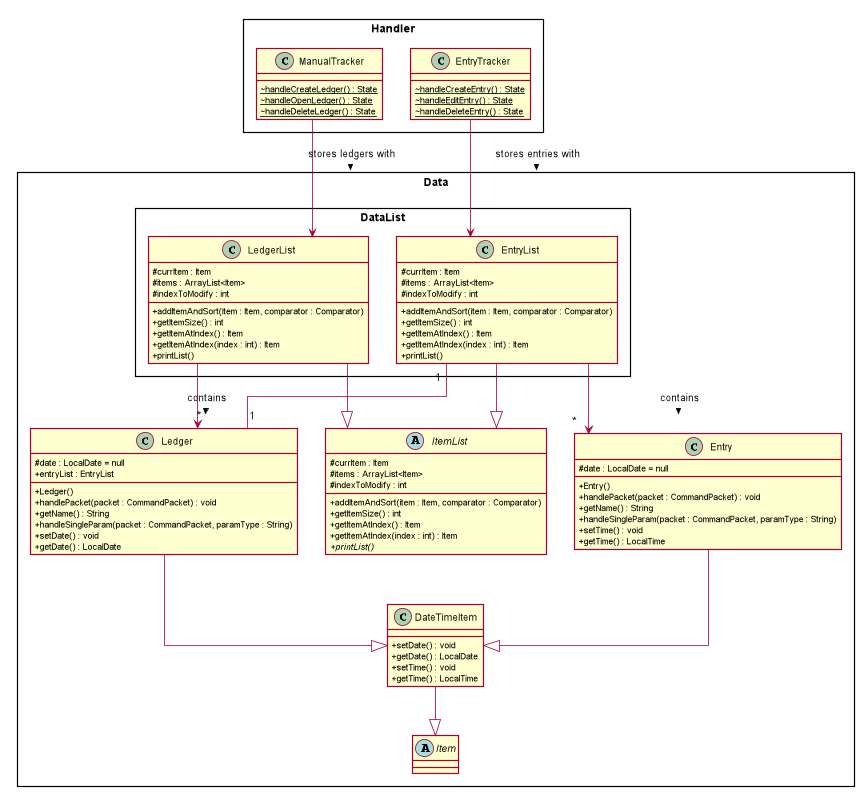 Handler
C ManualTracker
~handleCreateLedger() : State
~handleOpenLedger() : State
~handleDeleteLedger() : State
C EntryTracker
~handleCreateEntry() : State
~handleEditEntry() : State
~handleDeleteEntry() : State
stores ledgers with
stores entries with
Data
DataList
C LedgerList
#currItem : Item
#items : ArrayList<Item>
#indexToModify : int
+addItemAndSort(item : Item, comparator : Comparator)
+getItemSize() : int
+getItemAtIndex() : Item
+getItemAtIndex(index : int) : Item
+printList()
C EntryList
#currItem : Item
#items : ArrayList<Item>
#indexToModify : int
+addItemAndSort(item : Item, comparator : Comparator)
+getItemSize() : int
+getItemAtIndex() : Item
+getItemAtIndex(index : int) : Item
+printList()
1
contains
*
1
contains
*
C Ledger
#date : LocalDate = null
+entryList : EntryList
+Ledger()
+handlePacket(packet : CommandPacket) : void
+getName() : String
+handleSingleParam(packet : CommandPacket, paramType : String)
+setDate() : void
+getDate() : LocalDate
A ItemList
#currItem : Item
#items : ArrayList<Item>
#indexToModify : int
+addItemAndSort(item : Item, comparator : Comparator)
+getItemSize() : int
+getItemAtIndex() : Item
+getItemAtIndex(index : int) : Item
+printList()
C Entry
#date : LocalDate = null
+Entry()
+handlePacket(packet : CommandPacket) : void
+getName() : String
+handleSingleParam(packet : CommandPacket, paramType : String)
+setTime() : void
+getTime() : LocalTime
C DateTimeItem
+setDate() : void
+getDate() : LocalDate
+setTime() : void
+getTime() : LocalTime
A Item